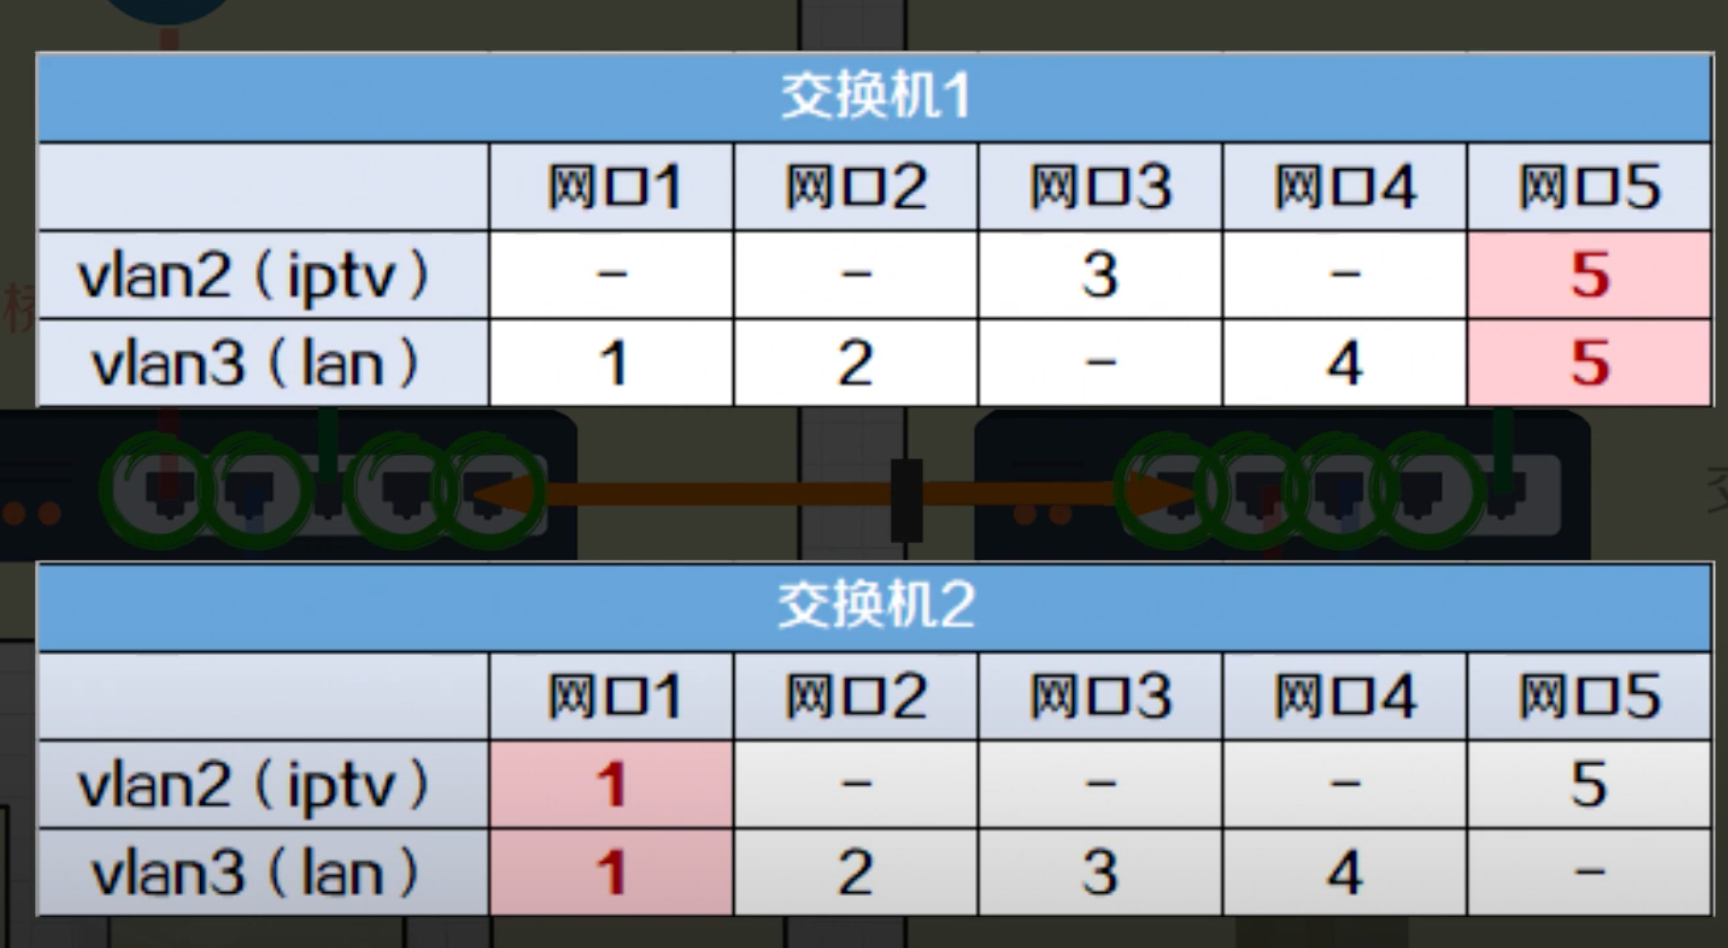 交换机1
网口1 网口2 网口3 网口4 网口5
vlan2（iptv） - - 3 - 5
vlan3（lan） 1 2 - 4 5
交换机2
网口1 网口2 网口3 网口4 网口5
vlan2（iptv） 1 - - - 5
vlan3（lan） 1 2 3 4 -